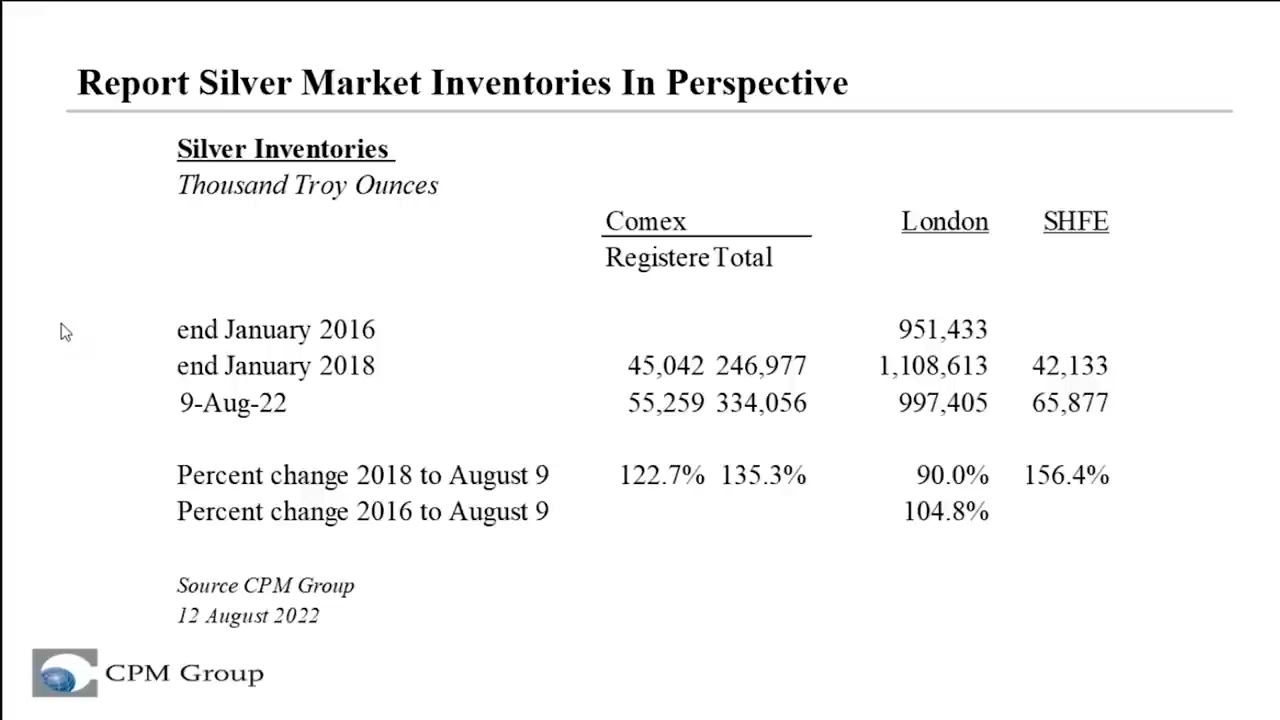 Report Silver Market Inventories In Perspective
Silver Inventories
Thousand Troy Ounces
Comex London SHFE
Registere Total
end January 2016 951,433
end January 2018 45,042 246,977 1,108,613 42,133
9-Aug-22 55,259 334,056 997,405 65,877
Percent change 2018 to August 9 122.7% 135.3% 90.0% 156.4%
Percent change 2016 to August 9 104.8%
Source CPM Group
12 August 2022
CPM Group